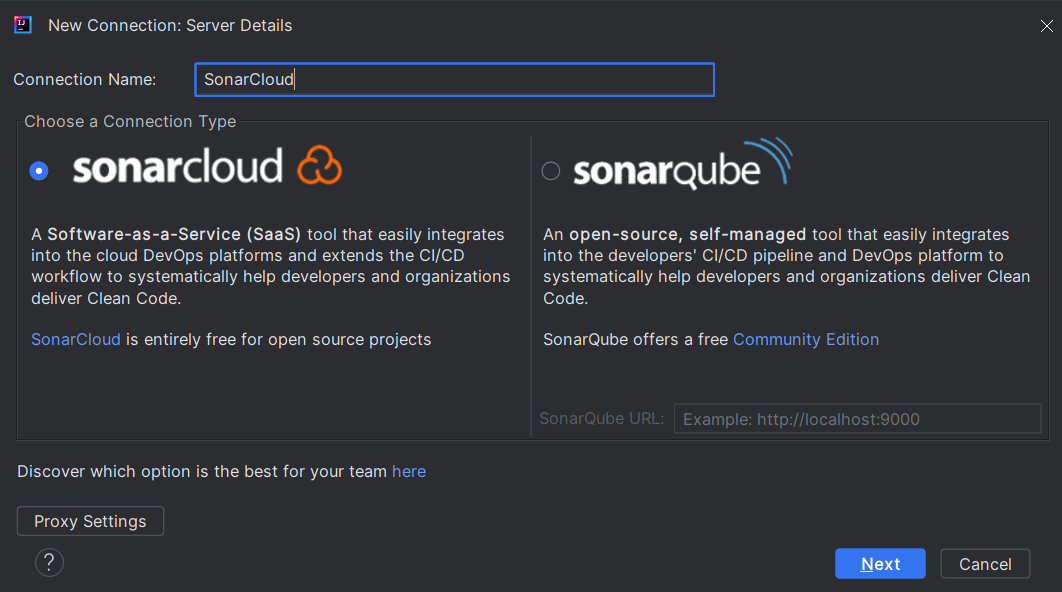 New Connection: Server Details
Connection Name: SonarCloud
Choose a Connection Type
sonarcloud
A Software-as-a-Service (SaaS) tool that easily integrates
into the cloud DevOps platforms and extends the CI/CD
workflow to systematically help developers and organizations
deliver Clean Code.
SonarCloud is entirely free for open source projects
sonarqube
An open-source, self-managed tool that easily integrates
into the developers' CI/CD pipeline and DevOps platform to
systematically help developers and organizations deliver Clean
Code.
SonarQube offers a free Community Edition
SonarQube URL: Example: http://localhost:9000
Discover which option is the best for your team here
Proxy Settings
?
Next
Cancel